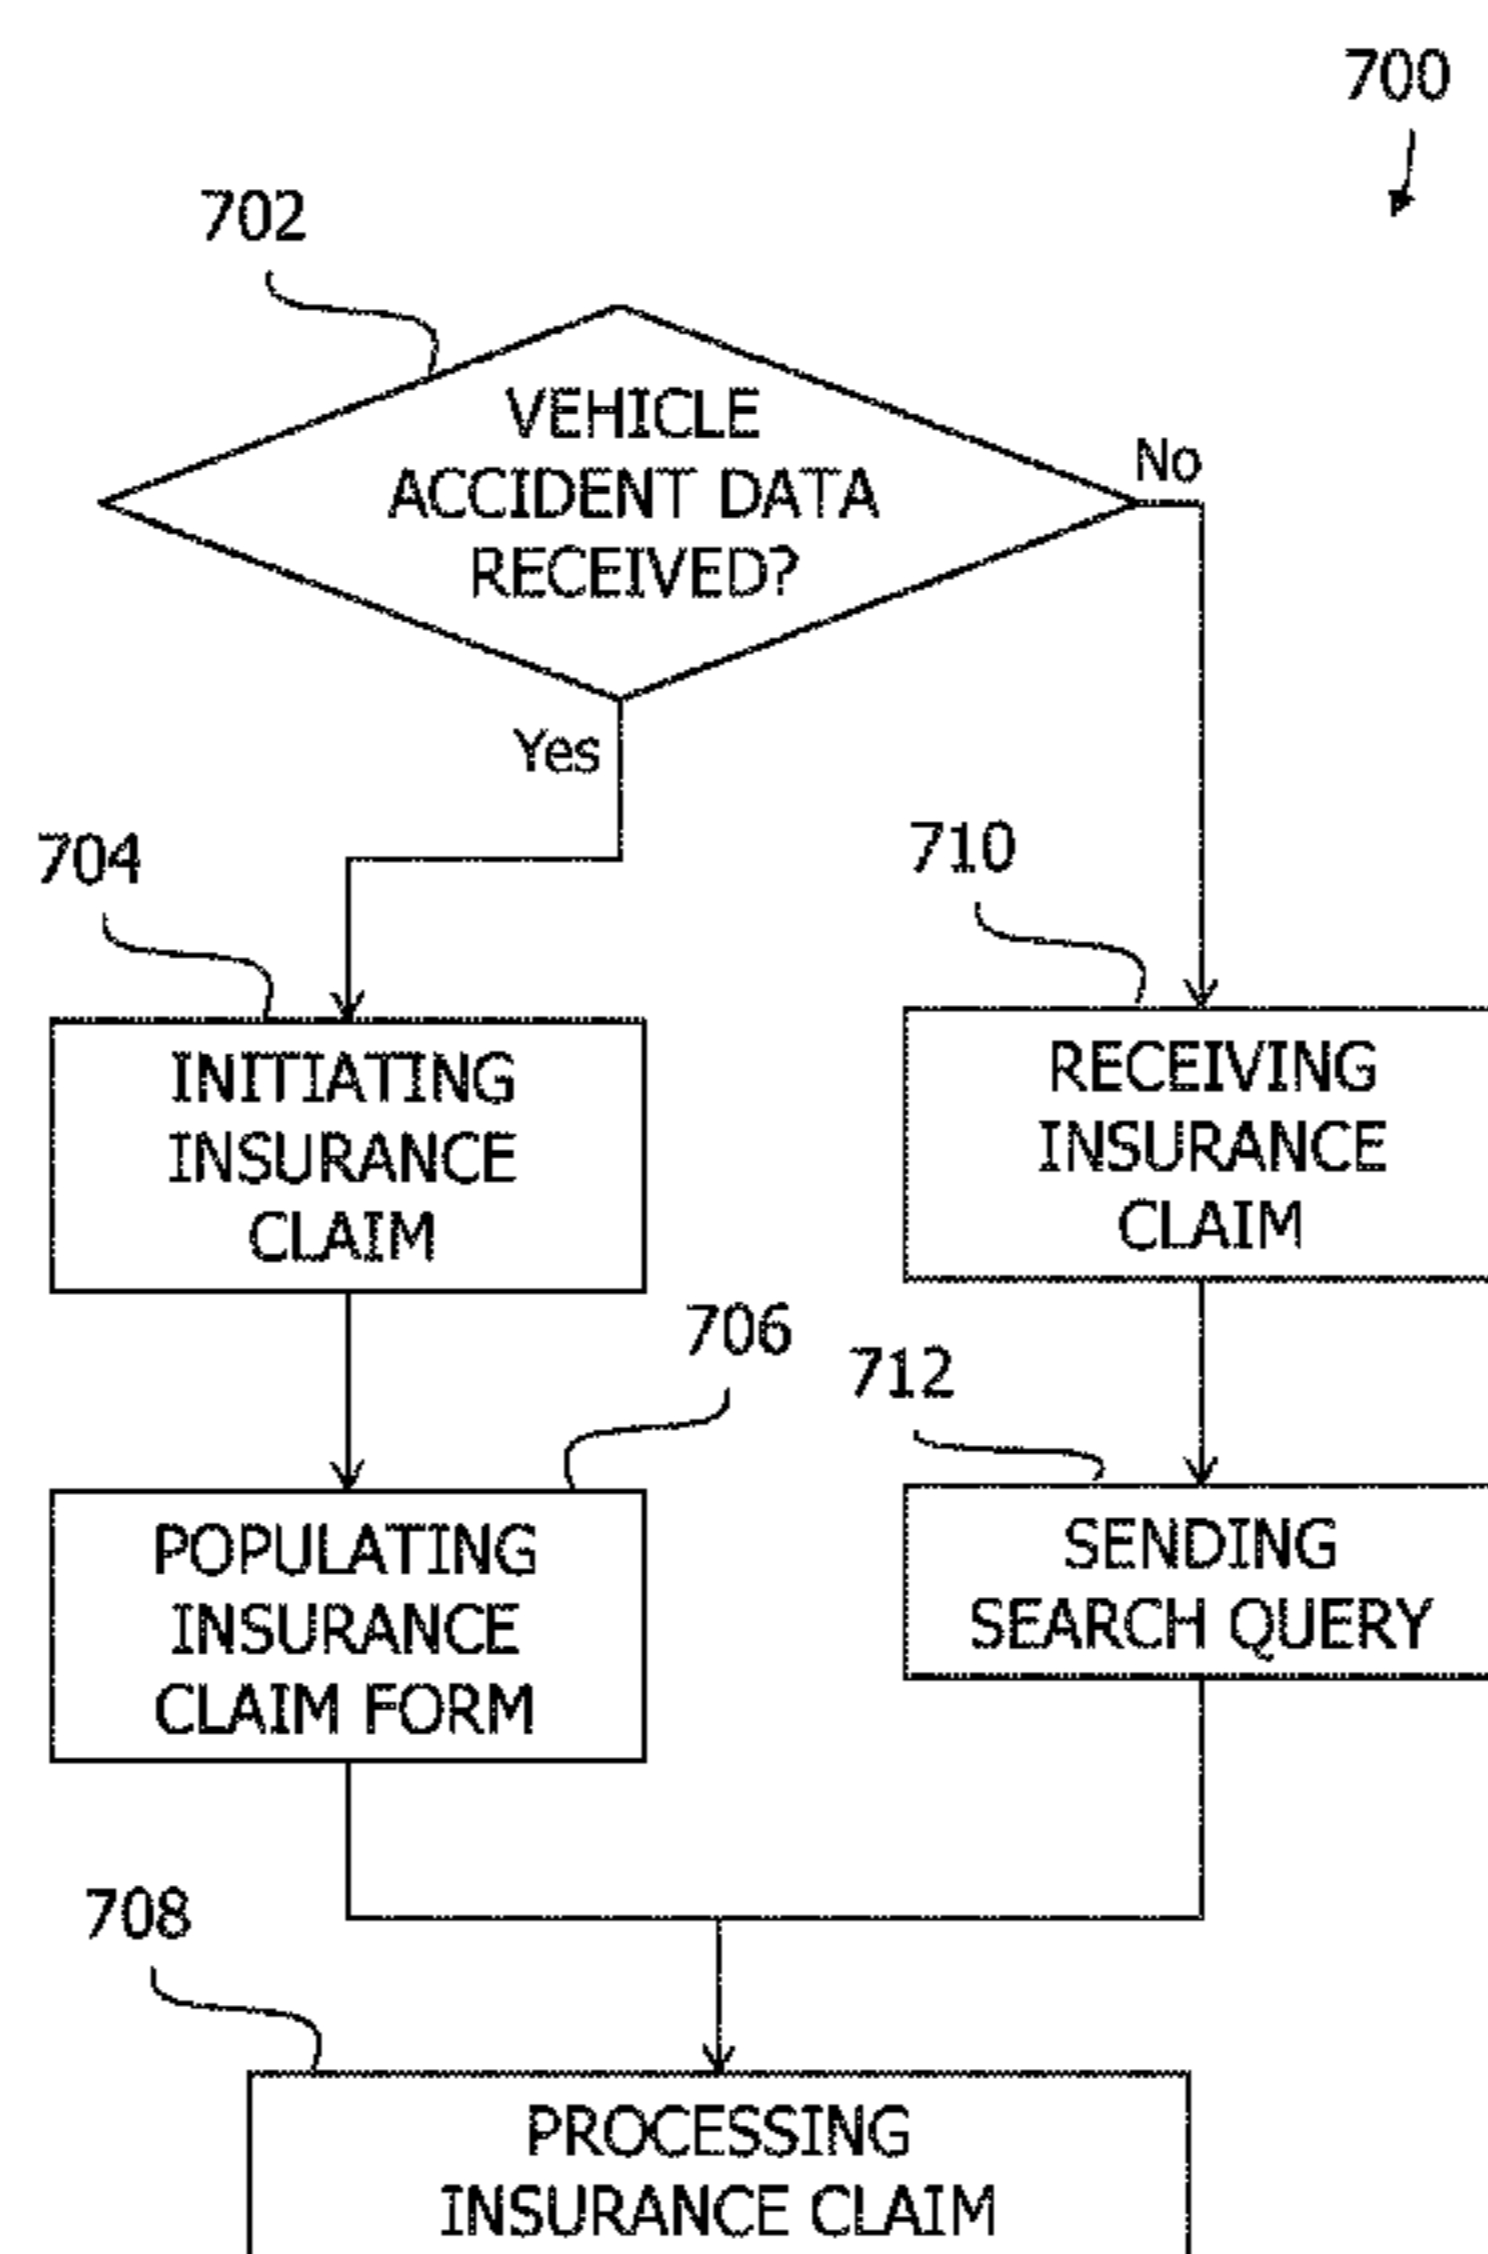 700
702
VEHICLE
ACCIDENT DATA
RECEIVED?
No
Yes
704
710
INITIATING
INSURANCE
CLAIM
RECEIVING
INSURANCE
CLAIM
706
712
POPULATING
INSURANCE
CLAIM FORM
SENDING
SEARCH QUERY
708
PROCESSING
INSURANCE CLAIM